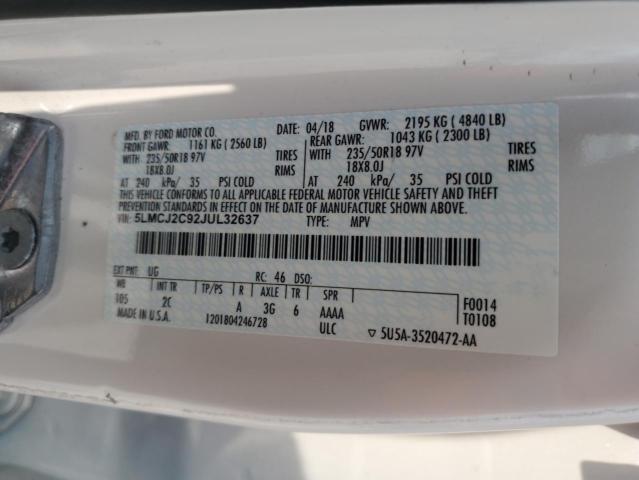 MFD. BY FORD MOTOR CO. 04/18 GVWR: 2195 KG ( 4840 LB)
FRONT GAWR: 1161 KG ( 2560 LB) REAR GAWR: 1043 KG ( 2300 LB)
WITH 235/50R18 97V TIRES WITH 235/50R18 97V TIRES
18X8.0J RIMS 18X8.0J RIMS
AT 240 kPa/ 35 PSI COLD AT 240 kPa/ 35 PSI COLD
THIS VEHICLE CONFORMS TO ALL APPLICABLE FEDERAL MOTOR VEHICLE SAFETY AND THEFT
PREVENTION STANDARDS IN EFFECT ON THE DATE OF MANUFACTURE SHOWN ABOVE.
VIN: 5LMCJ2C92JUL32637 TYPE: MPV
EXT PNT: UG RC: 46 DSO:
WB INT TR TP/PS R AXLE TR SPR F0014
105 2C A 3G 6 AAAA T0108
M.ADE IN U.S.A. 1201804246728 ULC ▽ 5U5A-3520472-AA